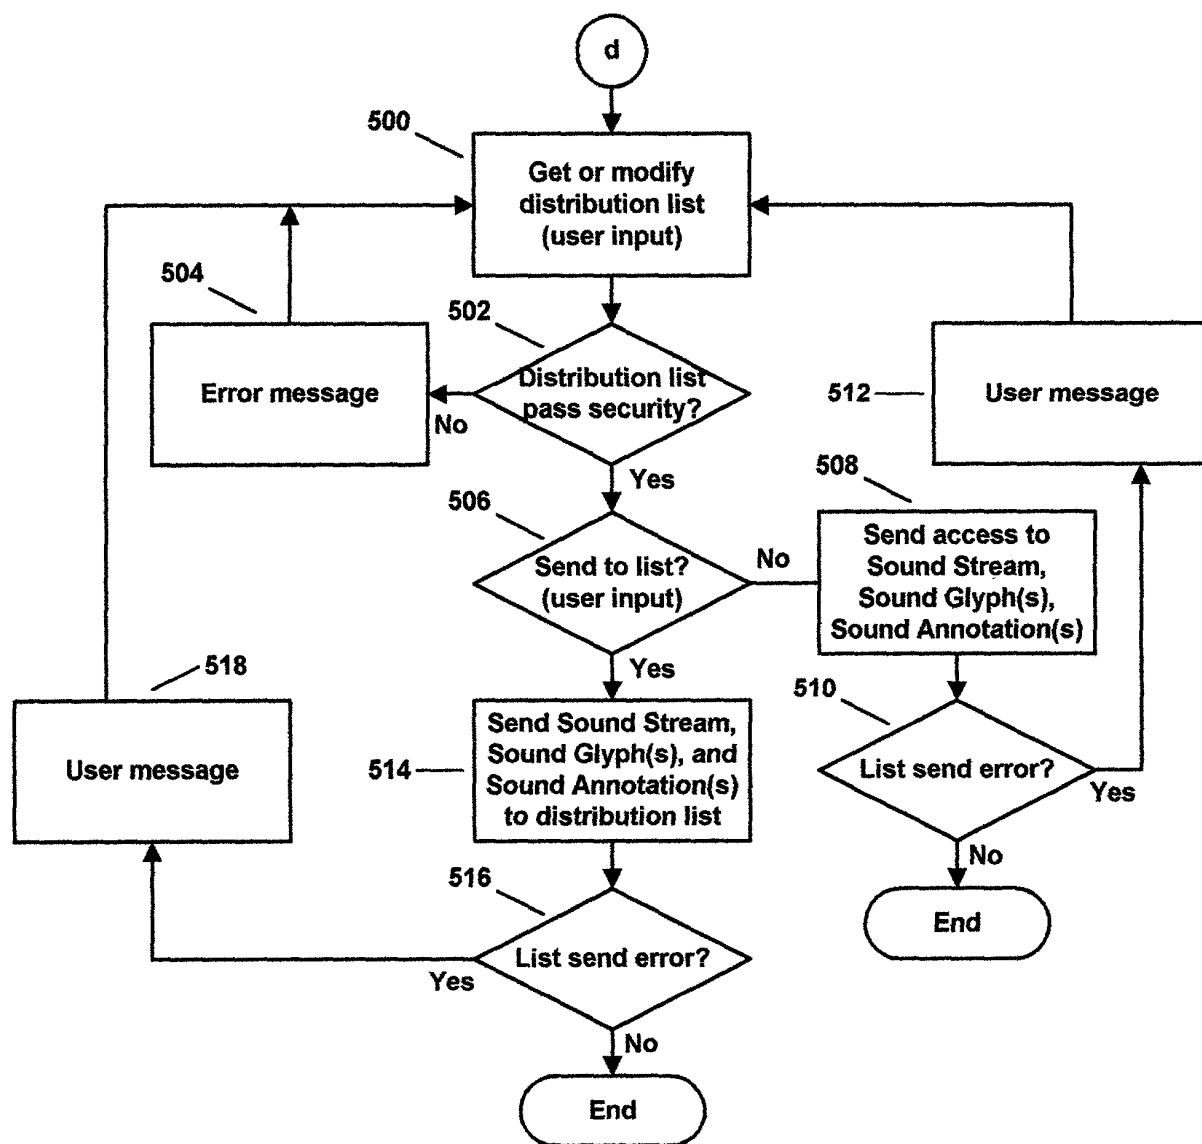 d
500
Get or modify
distribution list
(user input)
504
502
Error message
Distribution list
pass security?
No
512
User message
Yes
508
506
Send to list?
(user input)
No
Send access to
Sound Stream,
Sound Glyph(s),
Sound Annotation(s)
Yes
518
510
User message
514
Send Sound Stream,
Sound Glyph(s), and
Sound Annotation(s)
to distribution list
List send error?
Yes
No
516
End
List send error?
Yes
No
End